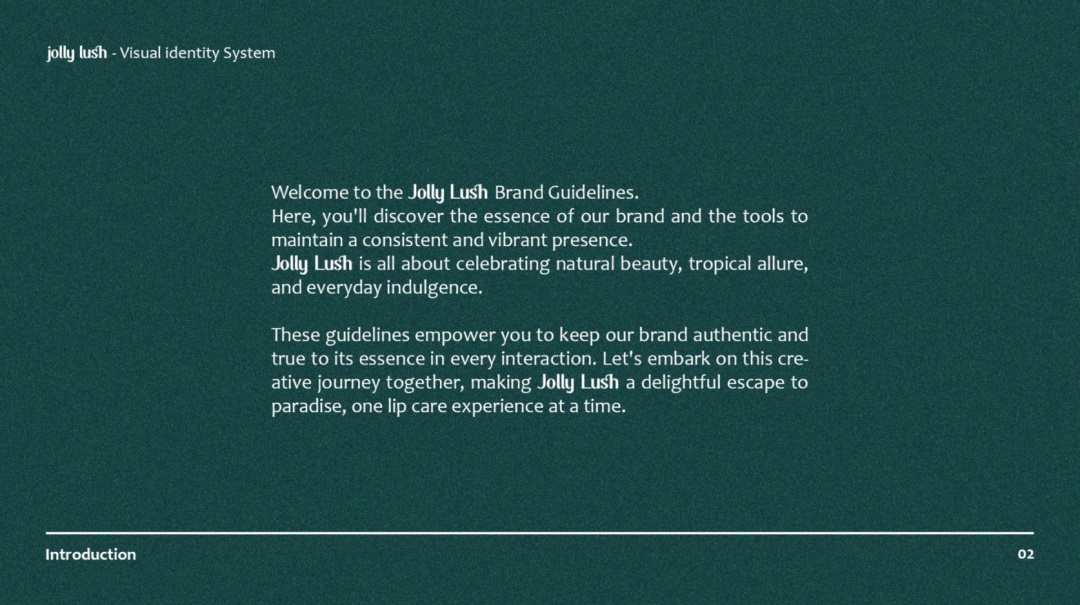 jolly lush - Visual identity System
Welcome to the Jolly Lush Brand Guidelines.
Here, you'll discover the essence of our brand and the tools to
maintain a consistent and vibrant presence.
Jolly Lush is all about celebrating natural beauty, tropical allure,
and everyday indulgence.
These guidelines empower you to keep our brand authentic and
true to its essence in every interaction. Let's embark on this cre-
ative journey together, making Jolly Lush a delightful escape to
paradise, one lip care experience at a time.
Introduction
02